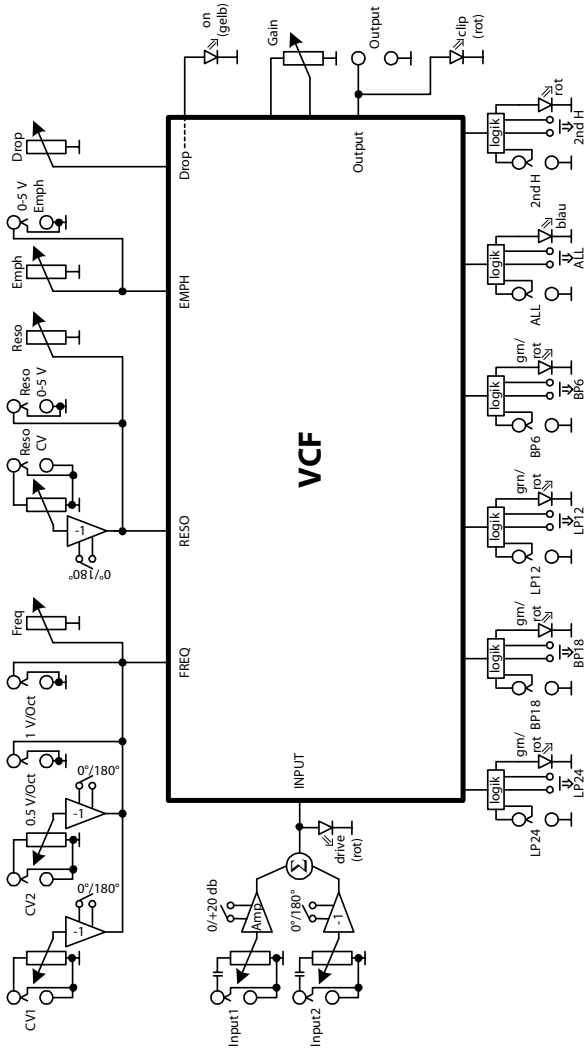 CV1
0°/180°
-1
CV2
0°/180°
-1
0.5 V/Oct
1 V/Oct
Freq
Reso
CV
-1
0°/180°
Reso
0-5 V
Reso
Emph
0-5 V
Emph
Drop
on
(gelb)
FREQ
RESO
EMPH
Drop
Gain
Input1
0/+20 db
Amp
Input2
0°/180°
-1
Σ
drive
(rot)
INPUT
VCF
Output
Output
clip
(rot)
logik
grn/
rot
LP24
LP24
logik
grn/
rot
BP18
BP18
logik
grn/
rot
LP12
LP12
logik
grn/
rot
BP6
BP6
logik
blau
ALL
ALL
logik
rot
2nd H
2nd H